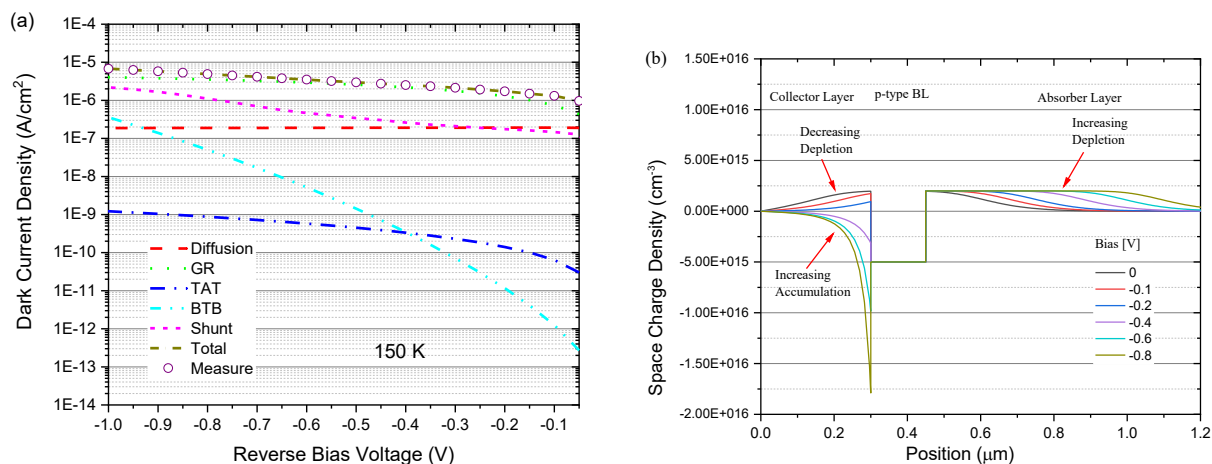 (a)
Dark Current Density (A/cm²)
1E-4
1E-5
1E-6
1E-7
1E-8
1E-9
1E-10
1E-11
1E-12
1E-13
1E-14
Diffusion
GR
TAT
BTB
Shunt
Total
Measure
150 K
-1.0 -0.9 -0.8 -0.7 -0.6 -0.5 -0.4 -0.3 -0.2 -0.1
Reverse Bias Voltage (V)
(b)
Space Charge Density (cm⁻³)
1.50E+016
1.00E+016
5.00E+015
0.00E+000
-5.00E+015
-1.00E+016
-1.50E+016
-2.00E+016
p-type BL
Collector Layer
Absorber Layer
Decreasing
Depletion
Increasing
Depletion
Increasing
Accumulation
Bias [V]
0
-0.1
-0.2
-0.4
-0.6
-0.8
0.0 0.2 0.4 0.6 0.8 1.0 1.2
Position (μm)